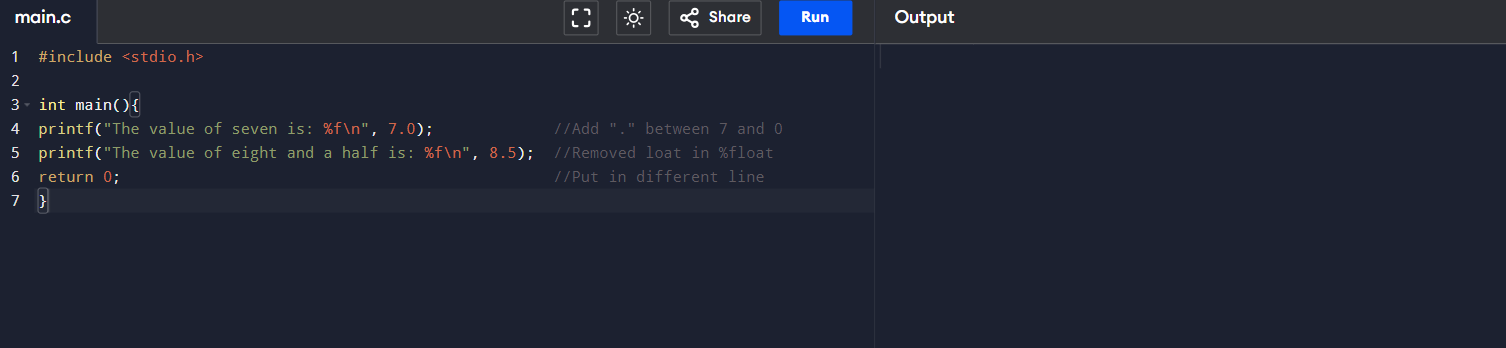 main.c
Share
Run
Output
1 #include <stdio.h>
2
3 int main(){
4 printf("The value of seven is: %f\n", 7.0); //Add "." between 7 and 0
5 printf("The value of eight and a half is: %f\n", 8.5); //Removed loat in %float
6 return 0; //Put in different line
7 }